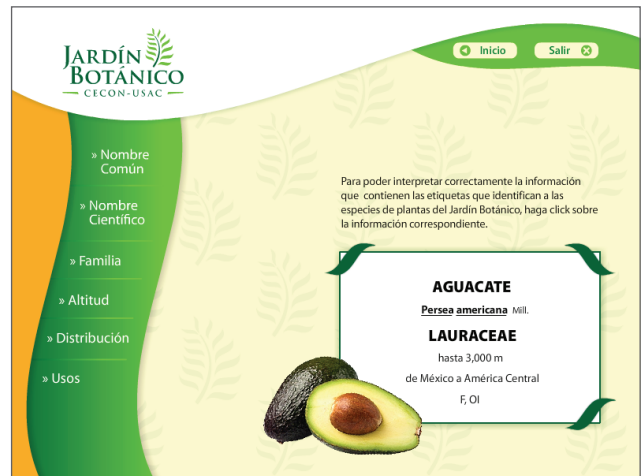 JARDÍN
BOTÁNICO
CECON-USAC
Inicio
Salir
» Nombre
Común
» Nombre
Científico
» Familia
» Altitud
» Distribución
» Usos
Para poder interpretar correctamente la información
que contienen las etiquetas que identifican a las
especies de plantas del Jardín Botánico, haga click sobre
la información correspondiente.
AGUACATE
Persea americana Mill.
LAURACEAE
hasta 3,000 m
de México a América Central
F, Ol